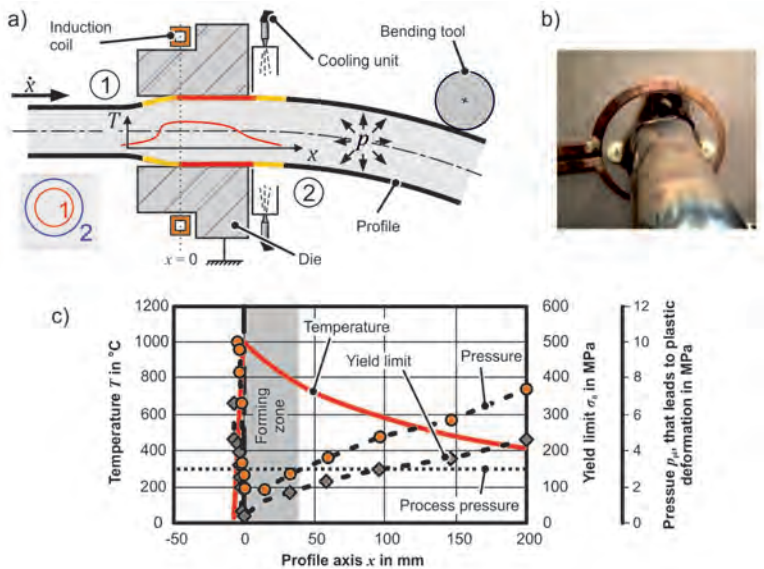 a)
Induction
coil
Cooling unit
Bending tool
b)
1
ẋ
T
x
p
2
Profile
1
2
Die
x = 0
c)
1200
1000
800
600
400
200
0
Temperature T in °C
-50
0
50
100
150
200
Profile axis x in mm
Forming
zone
Temperature
Yield limit
Pressure
Process pressure
600
500
400
300
200
100
0
in MPa
Yield limit
12
10
8
6
4
2
0
Pressue
that leads to plastic
deformation in MPa